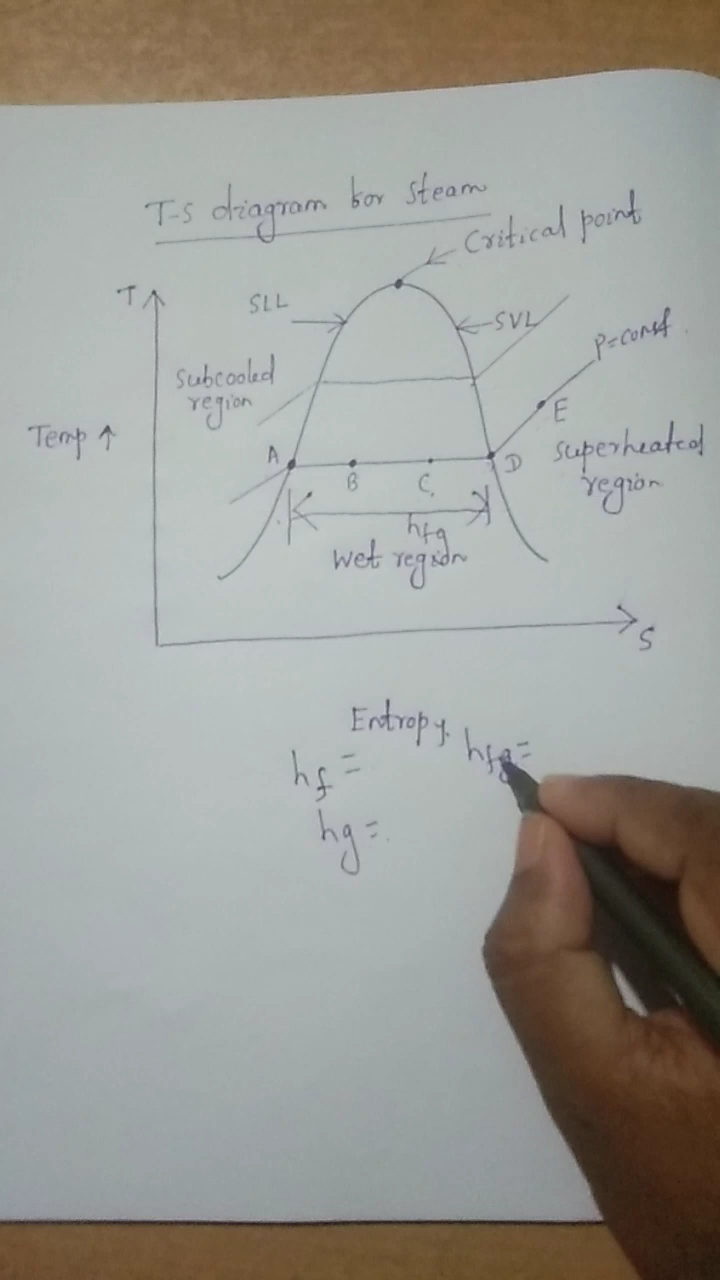 T-S diagram for steam
Critical point
T
SLL
SVL
P=const.
Subcooled
region
Temp ↑
A
B
C
D
E
superheated
region
hfg
Wet region
S
Entropy.
hf =
hfg=
hg=